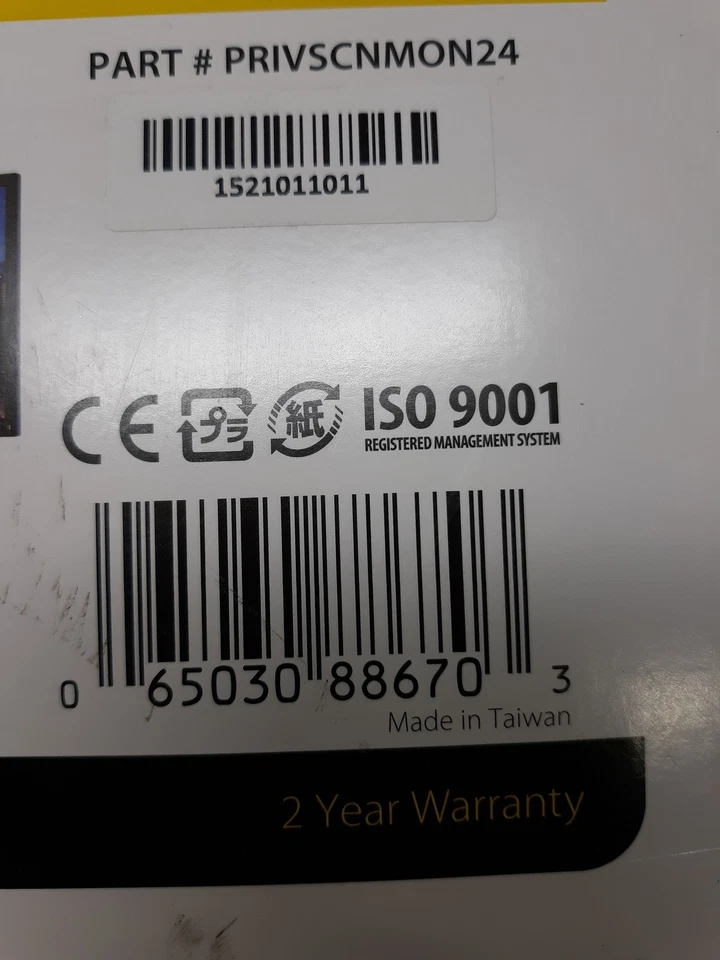 PART # PRIVSCNMON24
1521011011
CE プラ 紙 ISO 9001
REGISTERED MANAGEMENT SYSTEM
0 65030 88670 3
Made in Taiwan
2 Year Warranty